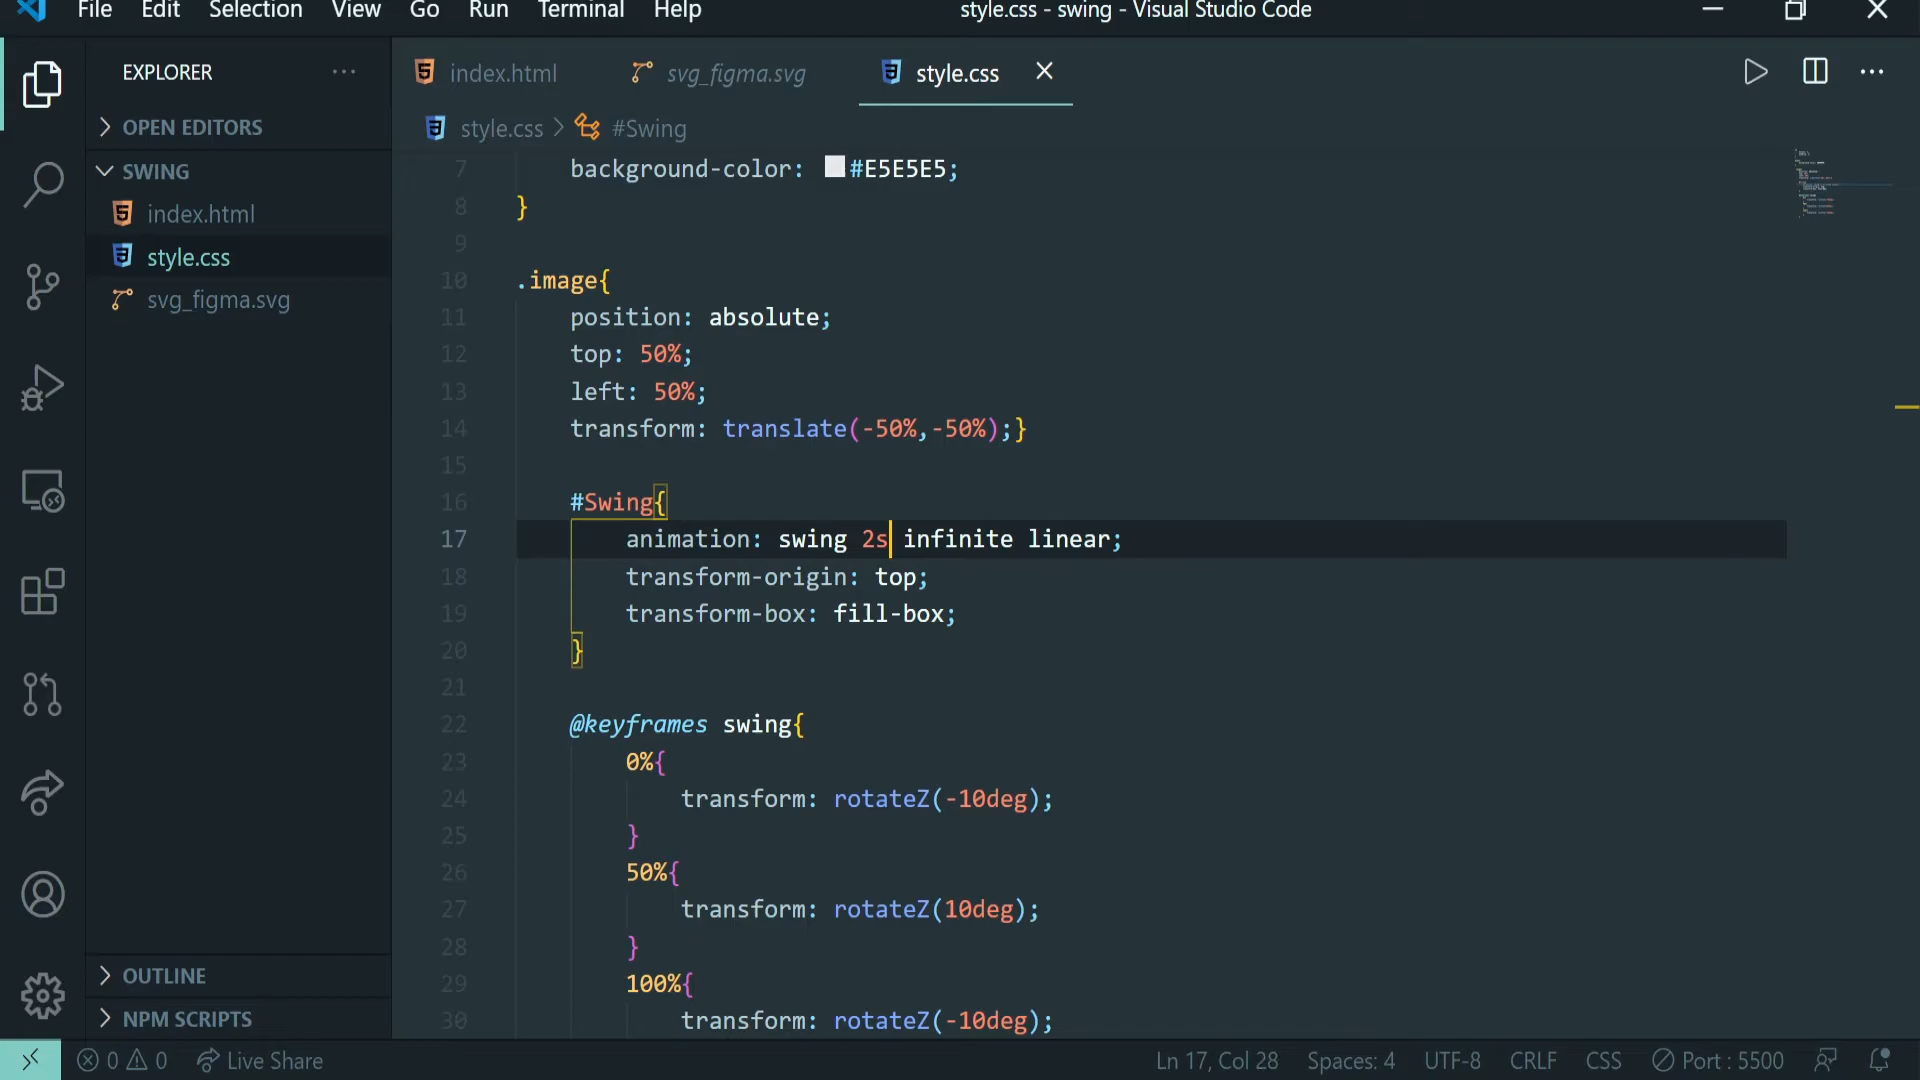 File Edit Selection View Go Run Terminal Help style.css - swing - Visual Studio Code
EXPLORER
index.html svg_figma.svg style.css
OPEN EDITORS
style.css > #Swing
SWING
index.html
style.css
svg_figma.svg
7 background-color: #E5E5E5;
8 }
9
10 .image{
11 position: absolute;
12 top: 50%;
13 left: 50%;
14 transform: translate(-50%,-50%);}
15
16 #Swing{
17 animation: swing 2s infinite linear;
18 transform-origin: top;
19 transform-box: fill-box;
20 }
21
22 @keyframes swing{
23 0%{
24 transform: rotateZ(-10deg);
25 }
26 50%{
27 transform: rotateZ(10deg);
28 }
29 100%{
30 transform: rotateZ(-10deg);
OUTLINE
NPM SCRIPTS
0 0 Live Share Ln 17, Col 28 Spaces: 4 UTF-8 CRLF CSS Port : 5500